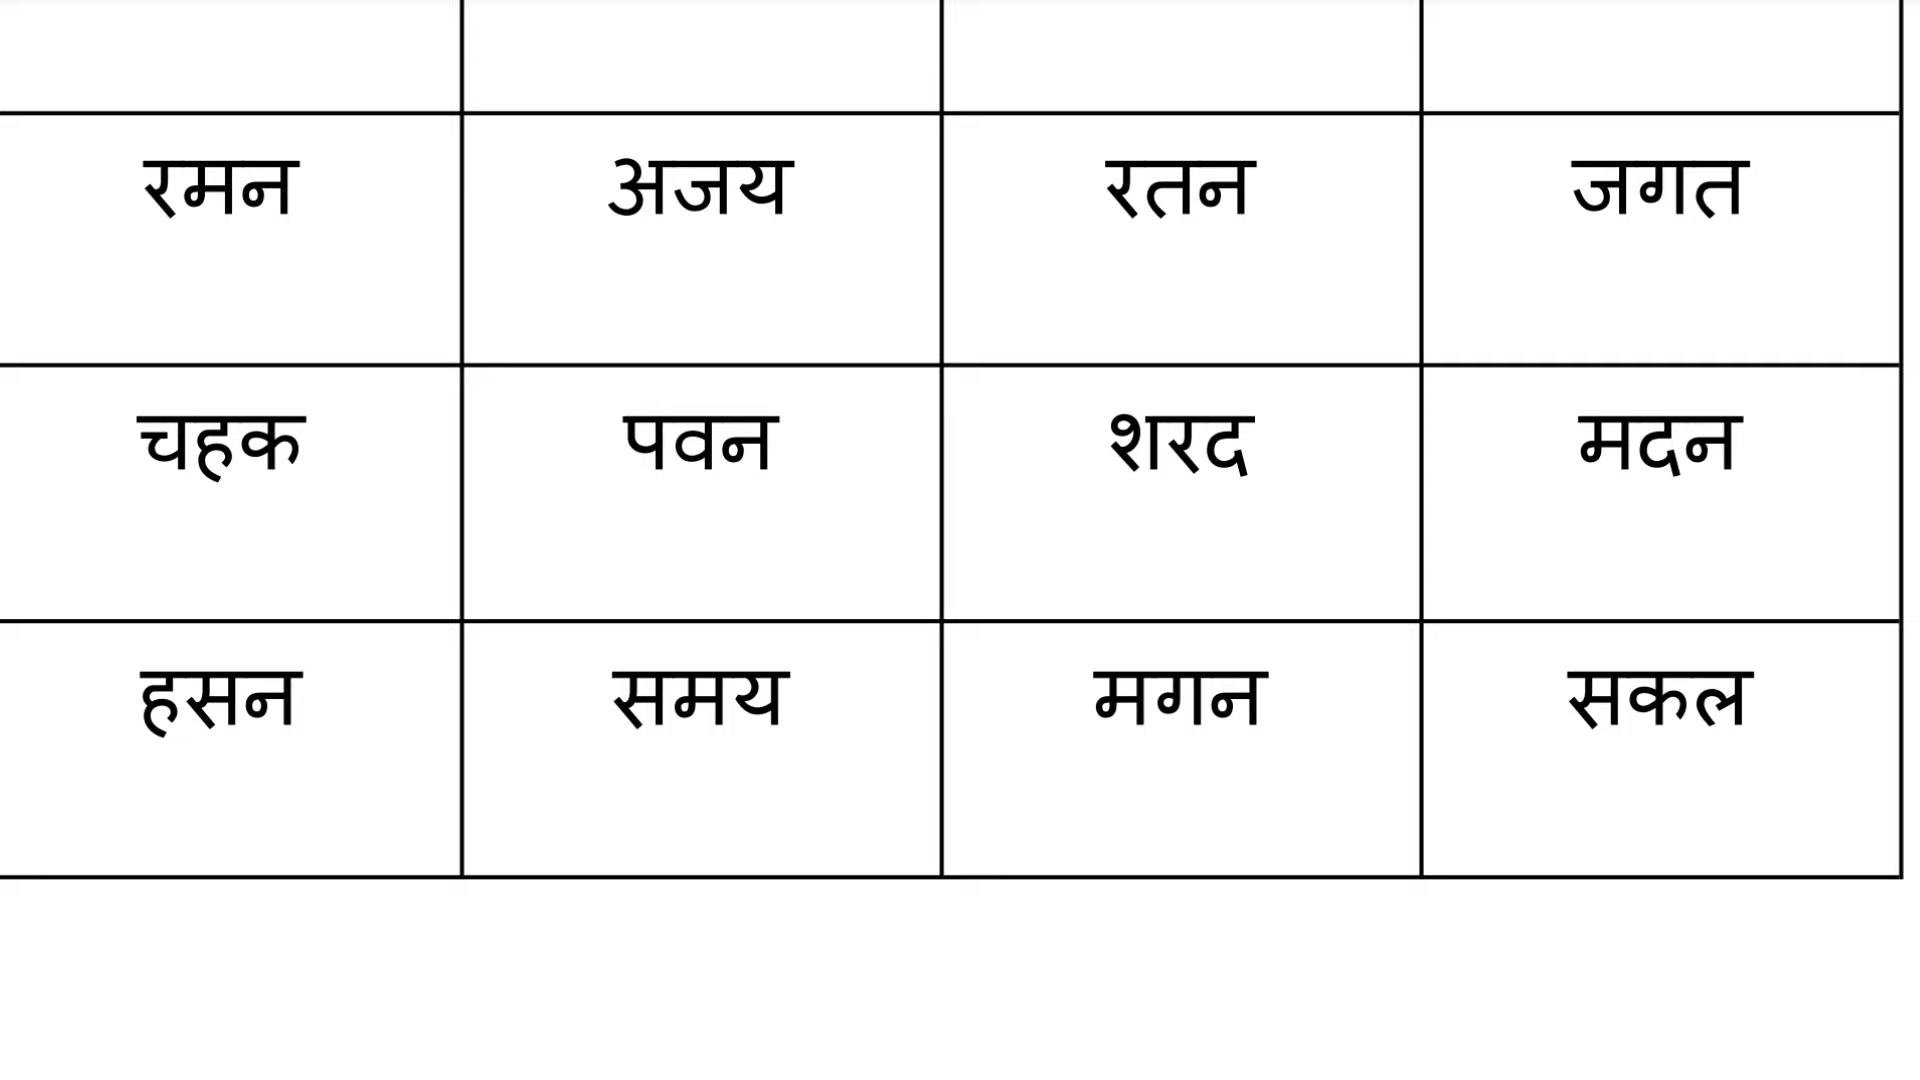 रमन अजय रतन जगत
चहक पवन शरद मदन
हसन समय मगन सकल